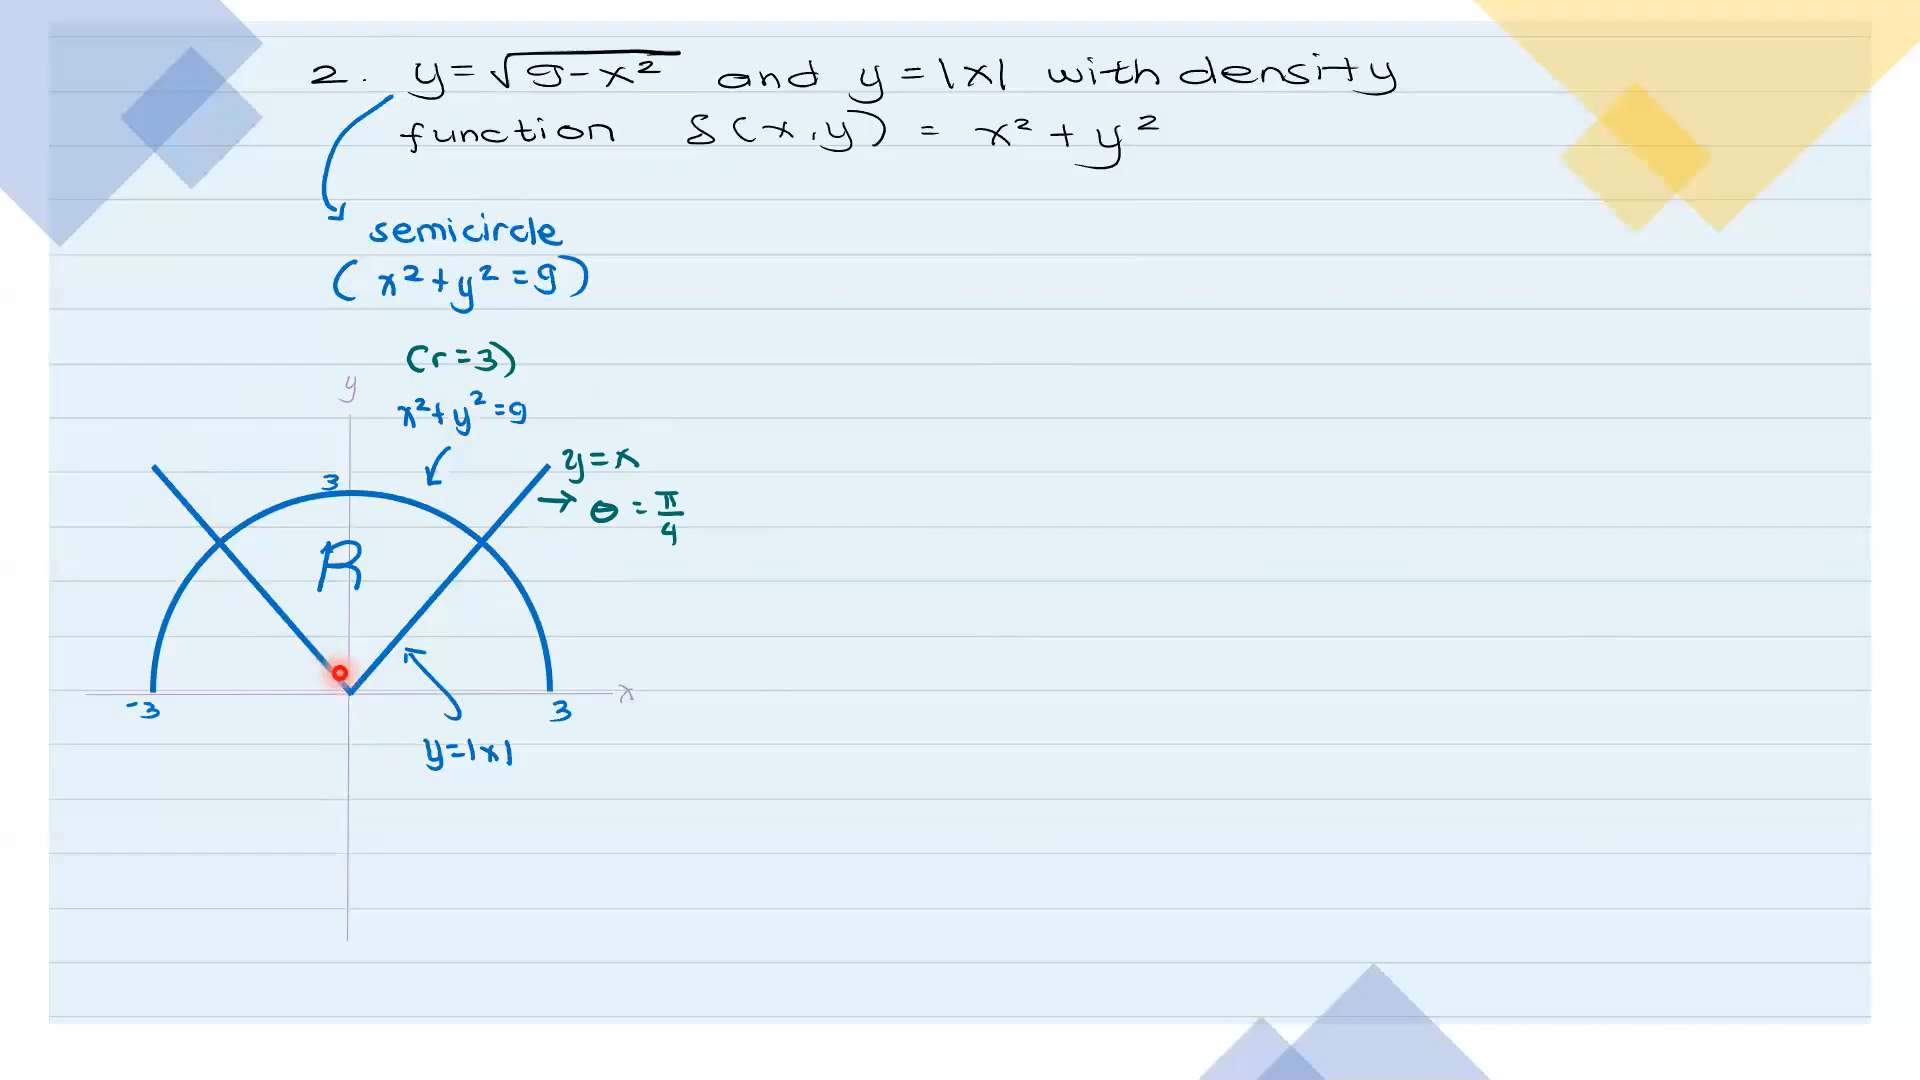 2. y = √9-x² and y = |x| with density
function δ(x,y) = x² + y²
semicircle
(x² + y² = 9)
(r = 3)
y
x² + y² = 9
y = x
3
→ θ = π/4
R
-3
3
x
y = |x|